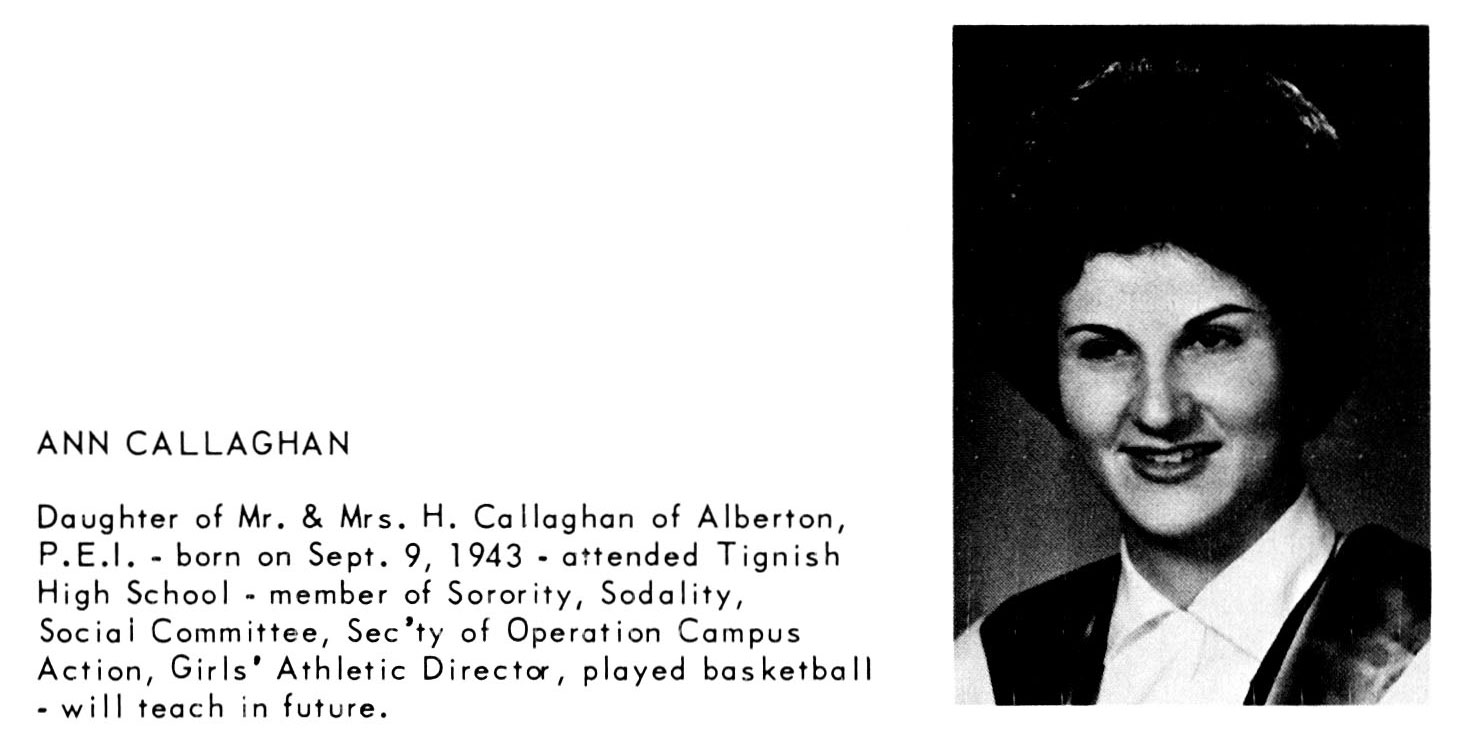 ANN CALLAGHAN
Daughter of Mr. & Mrs. H. Callaghan of Alberton,
P.E.I. - born on Sept. 9, 1943 - attended Tignish
High School - member of Sorority, Sodality,
Social Committee, Sec'ty of Operation Campus
Action, Girls' Athletic Director, played basketball
- will teach in future.